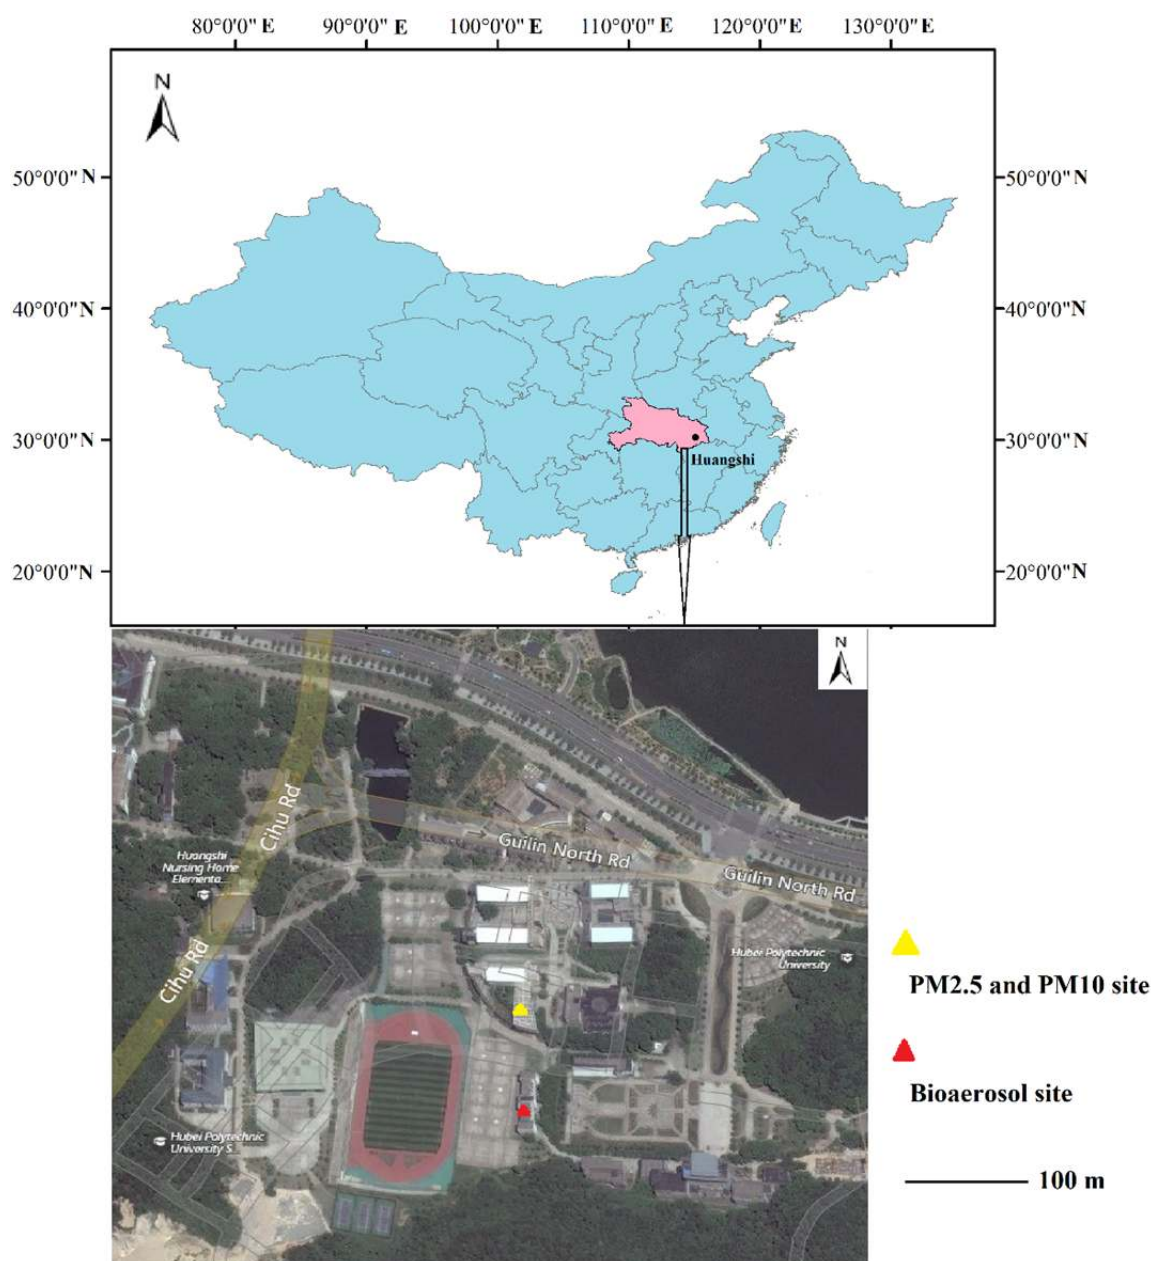 80°0'0" E 90°0'0" E 100°0'0" E 110°0'0" E 120°0'0" E 130°0'0" E
N
50°0'0" N 50°0'0" N
40°0'0" N 40°0'0" N
30°0'0" N 30°0'0" N
Huangshi
20°0'0" N 20°0'0" N
N
Cihu Rd
Guilin North Rd
Guilin North Rd
Huangshi
Nursing Home
Elementa...
Cihu Rd
Hubei Polytechnic
University
PM2.5 and PM10 site
Bioaerosol site
Hubei Polytechnic
University S...
100 m